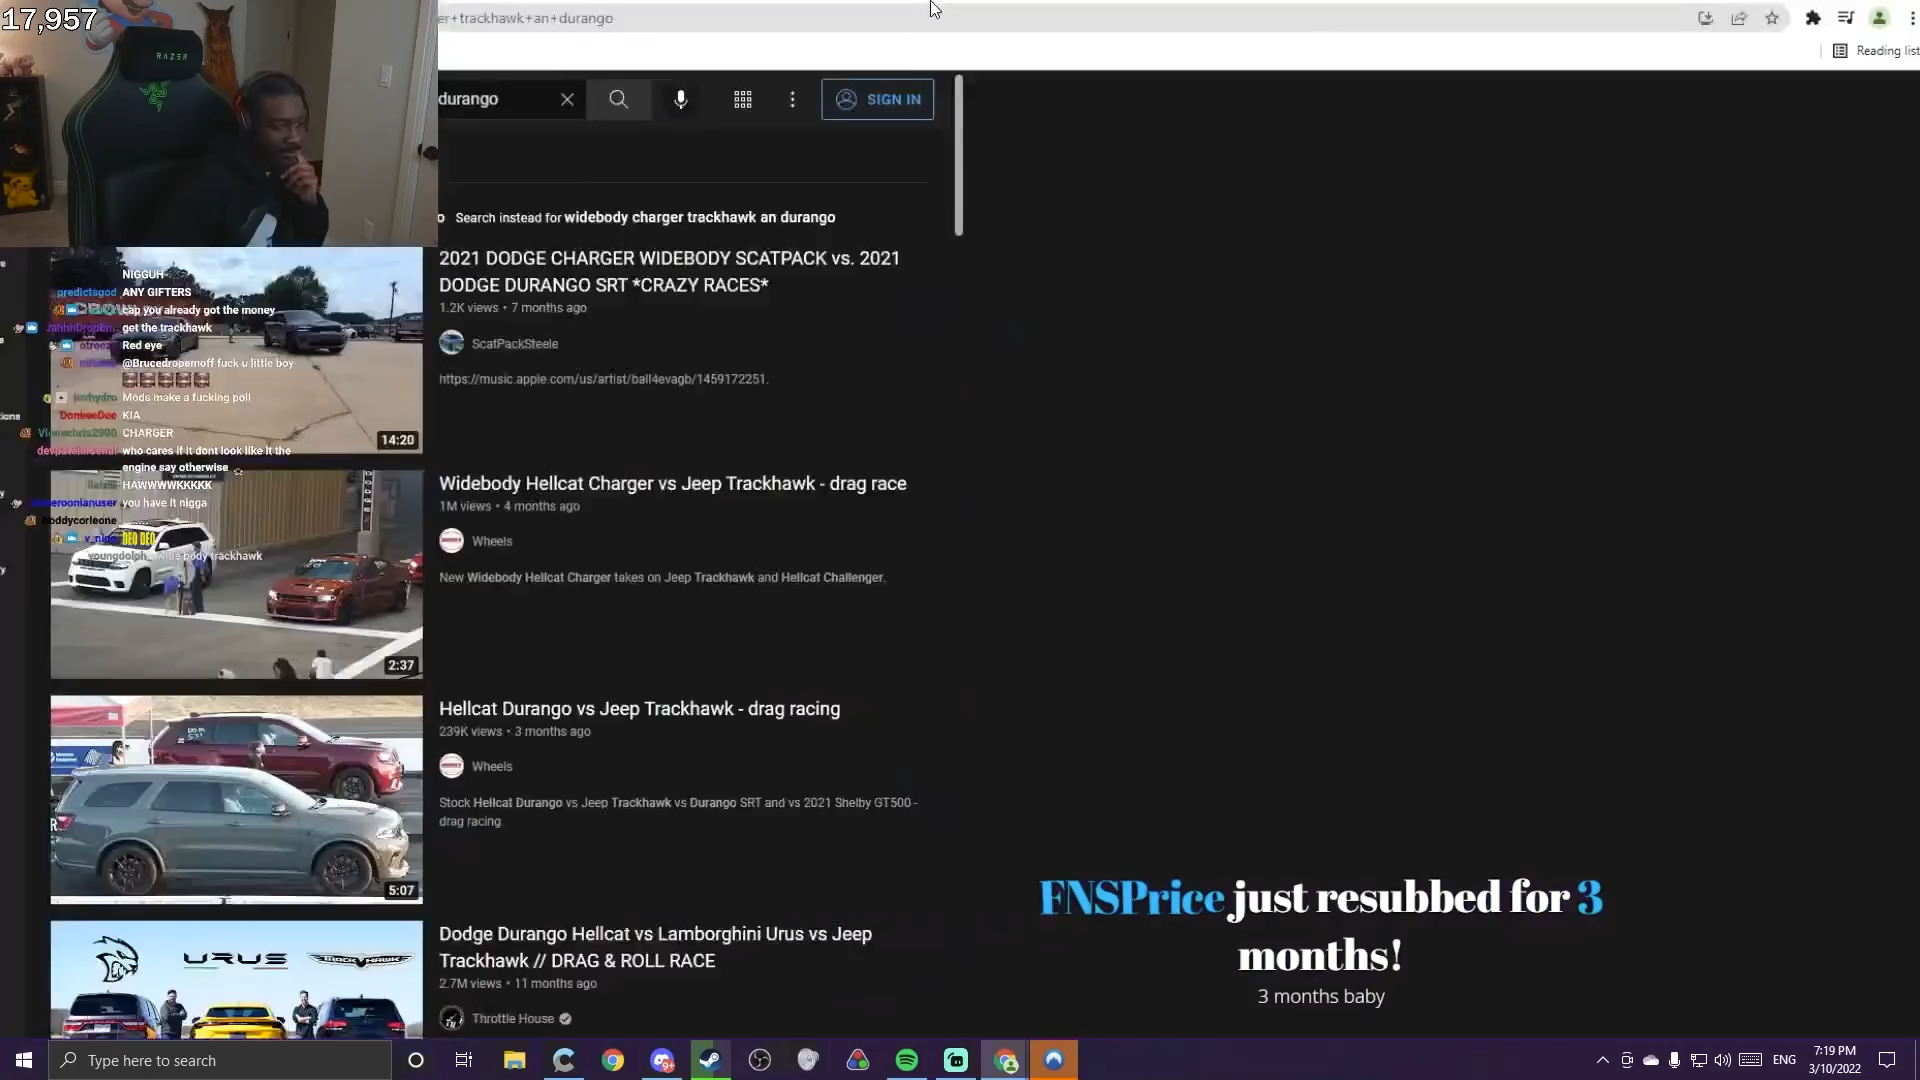 17,957
RAZER
er+trackhawk+an+durango
Reading list
durango
SIGN IN
o Search instead for widebody charger trackhawk an durango
2021 DODGE CHARGER WIDEBODY SCATPACK vs. 2021
DODGE DURANGO SRT *CRAZY RACES*
1.2K views • 7 months ago
ScatPackSteele
https://music.apple.com/us/artist/ball4evagb/1459172251.
14:20
NIGGUH
predictsgod ANY GIFTERS
cap you already got the money
get the trackhawk
Red eye
@Brucedropemoff fuck u little boy
Mods make a fucking poll
KIA
CHARGER
who cares if it dont look like it the
engine say otherwise
HAWWWWKKKKK
you have it nigga
DEO DEO
wide body trackhawk
Widebody Hellcat Charger vs Jeep Trackhawk - drag race
1M views • 4 months ago
Wheels
New Widebody Hellcat Charger takes on Jeep Trackhawk and Hellcat Challenger.
2:37
Hellcat Durango vs Jeep Trackhawk - drag racing
239K views • 3 months ago
Wheels
Stock Hellcat Durango vs Jeep Trackhawk vs Durango SRT and vs 2021 Shelby GT500 -
drag racing
5:07
Dodge Durango Hellcat vs Lamborghini Urus vs Jeep
Trackhawk // DRAG & ROLL RACE
2.7M views • 11 months ago
Throttle House
URUS
TRACKHAWK
FNSPrice just resubbed for 3
months!
3 months baby
Type here to search
9+
ENG
7:19 PM
3/10/2022